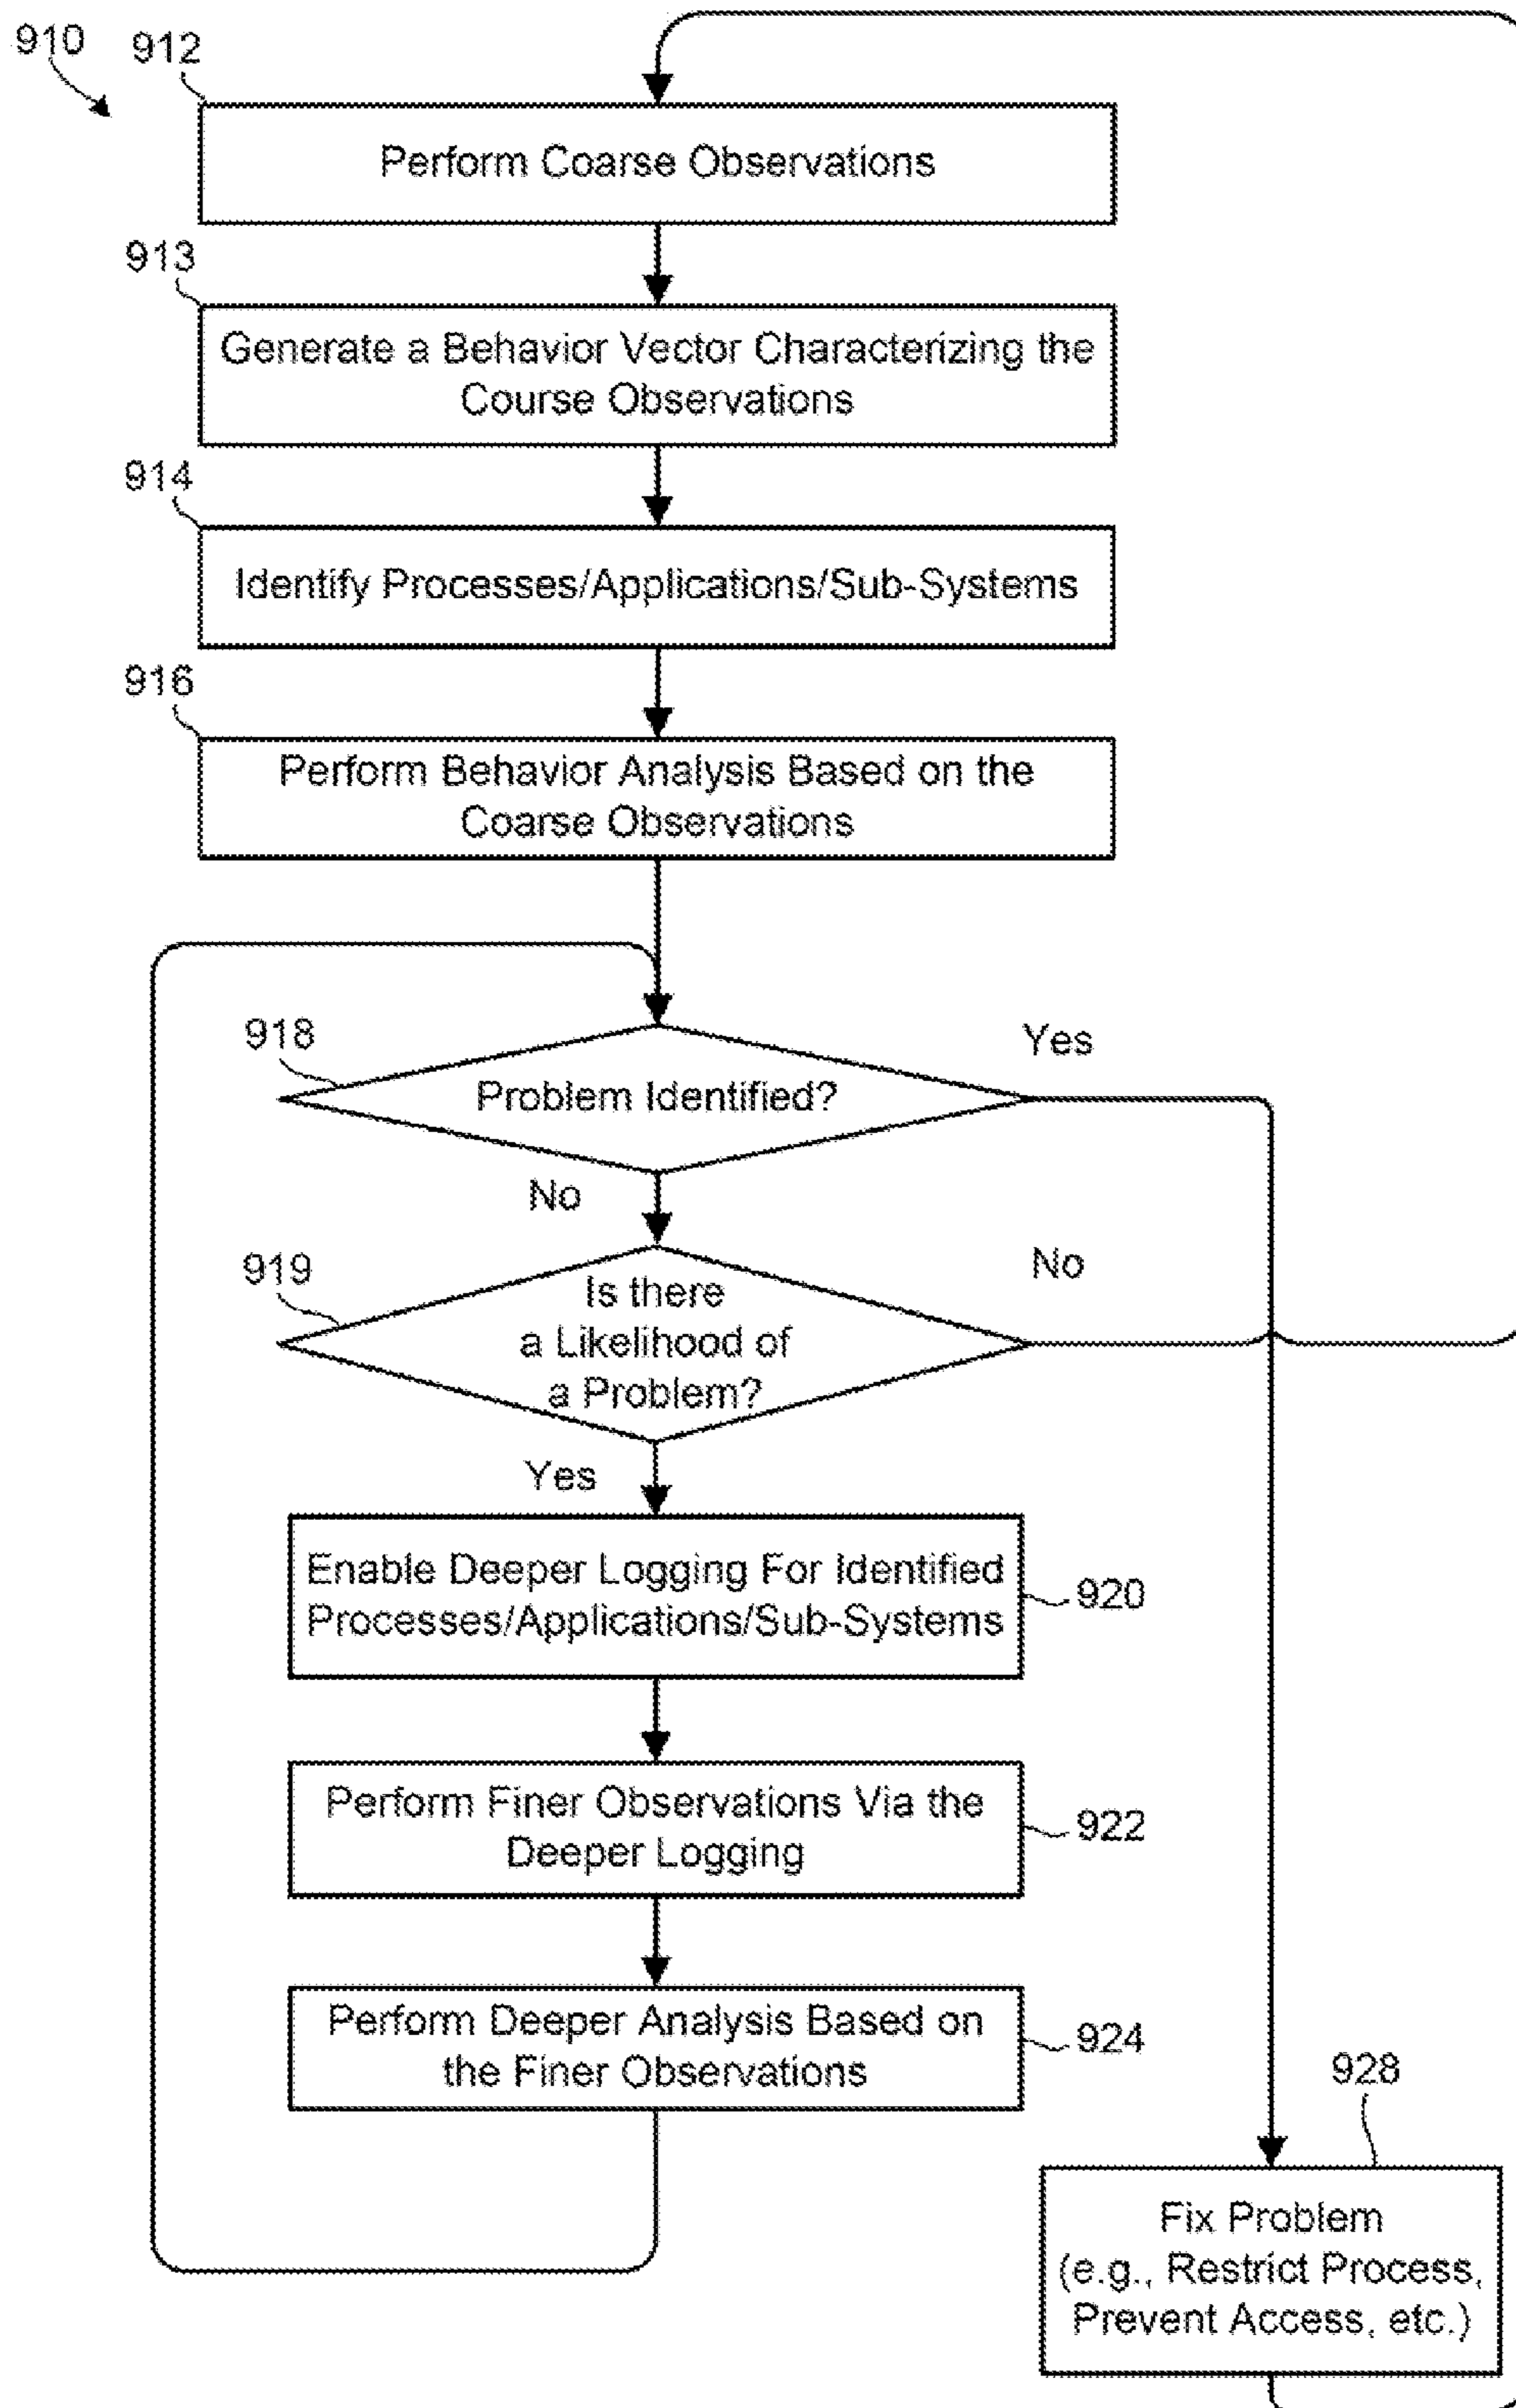 910
912
Perform Coarse Observations
913
Generate a Behavior Vector Characterizing the
Course Observations
914
Identify Processes/Applications/Sub-Systems
916
Perform Behavior Analysis Based on the
Coarse Observations
918
Problem Identified?
Yes
No
919
Is there
a Likelihood of
a Problem?
No
Yes
Enable Deeper Logging For Identified
Processes/Applications/Sub-Systems
920
Perform Finer Observations Via the
Deeper Logging
922
Perform Deeper Analysis Based on
the Finer Observations
924
928
Fix Problem
(e.g., Restrict Process,
Prevent Access, etc.)